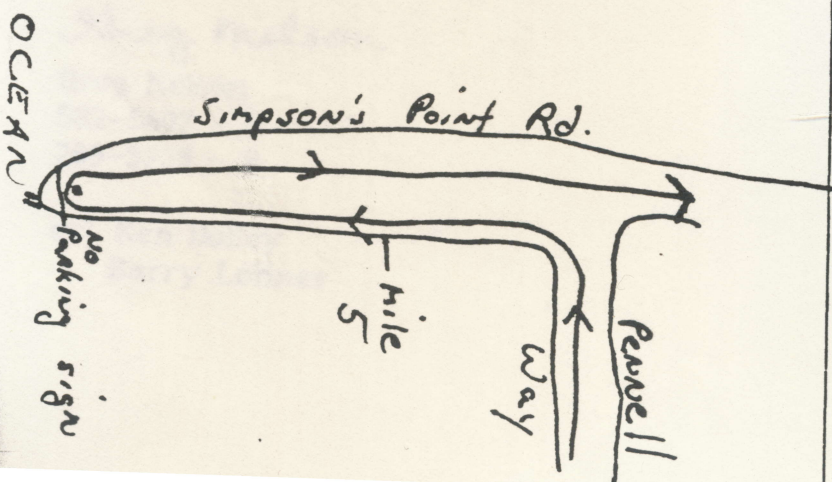 OCEAN
Simpson's Point Rd.
No
Parking sign
Mile
5
Way
Pennell